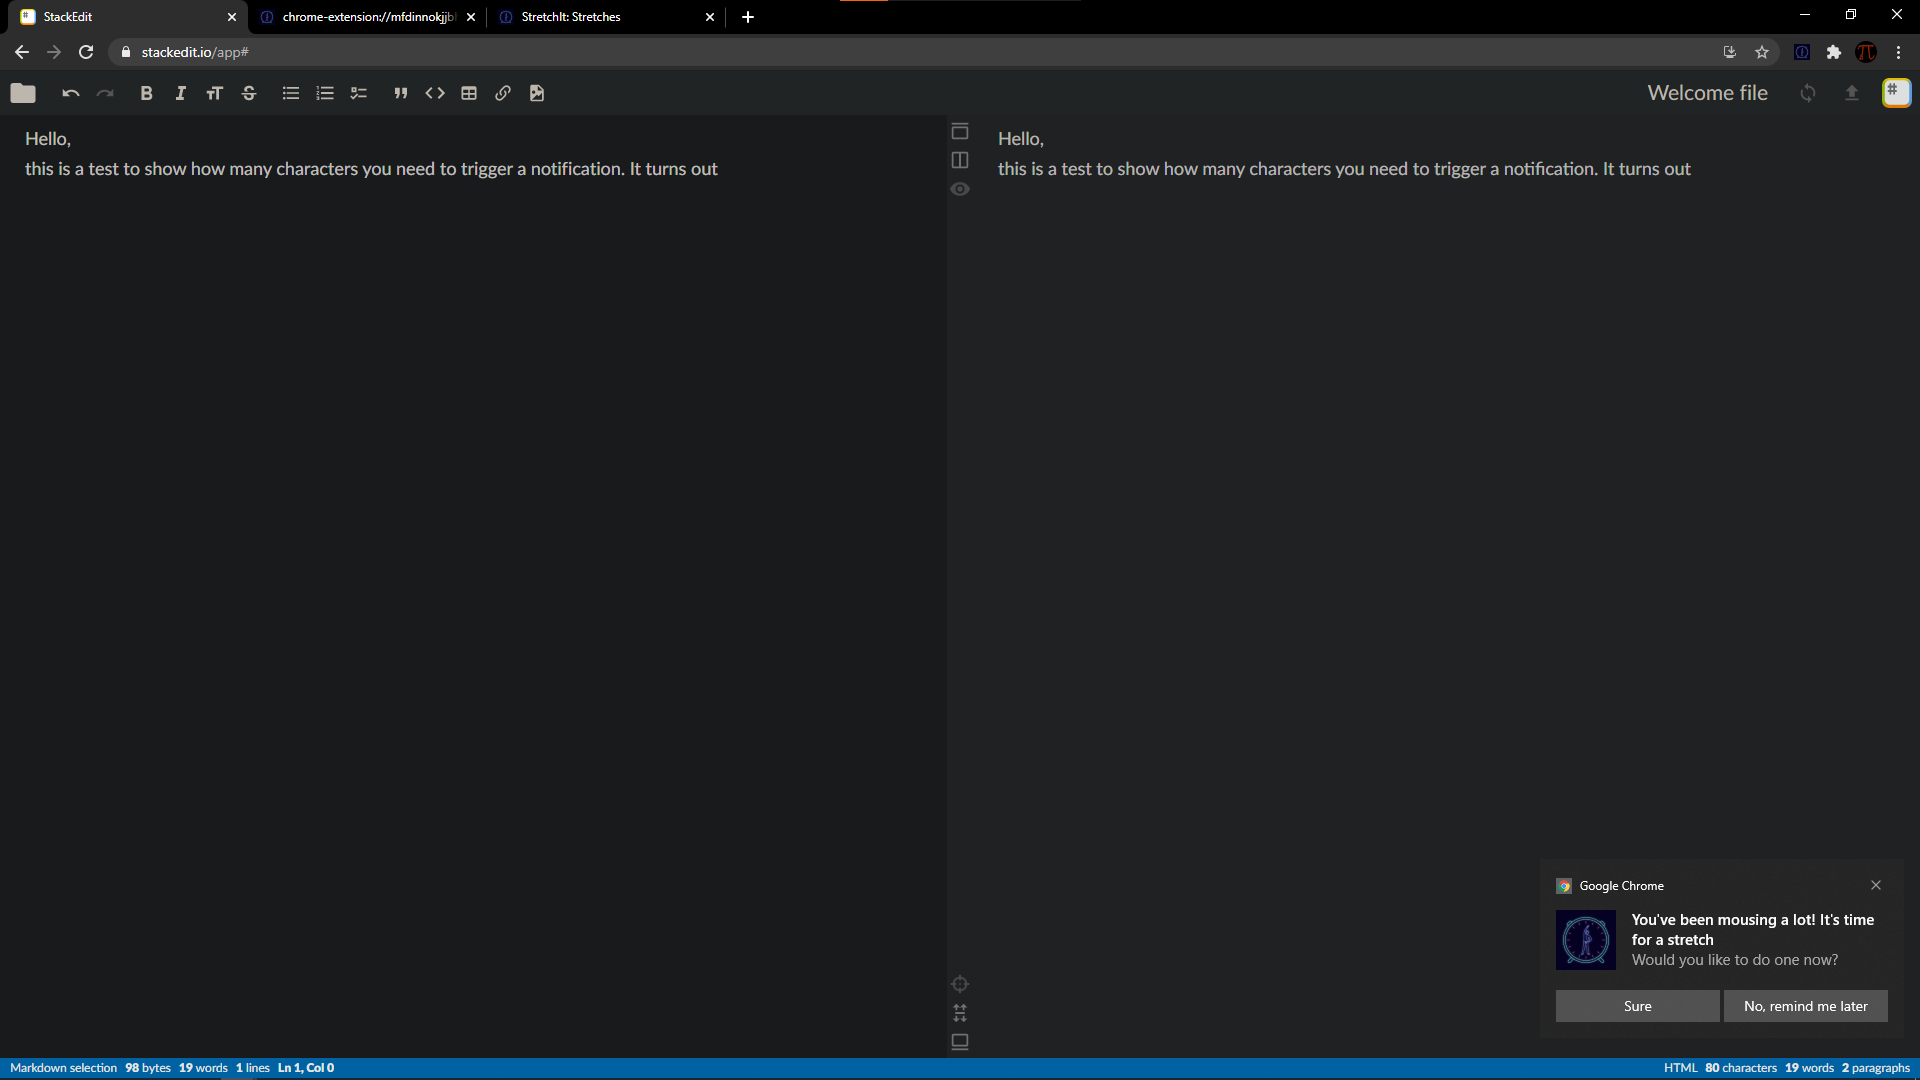 StackEdit
chrome-extension://mfdinnokjjb
StretchIt: Stretches
stackedit.io/app#
Welcome file
Hello,
this is a test to show how many characters you need to trigger a notification. It turns out
Hello,
this is a test to show how many characters you need to trigger a notification. It turns out
Google Chrome
You've been mousing a lot! It's time
for a stretch
Would you like to do one now?
Sure
No, remind me later
Markdown selection 98 bytes 19 words 1 lines Ln 1, Col 0
HTML 80 characters 19 words 2 paragraphs